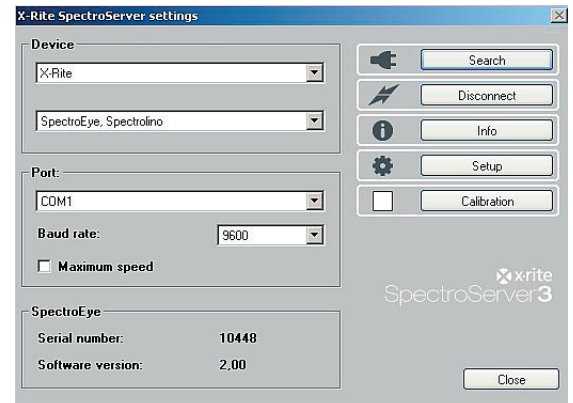 X-Rite SpectroServer settings
Device
X-Rite
SpectroEye, Spectrolino
Port:
COM1
Baud rate: 9600
Maximum speed
SpectroEye
Serial number: 10448
Software version: 2,00
Search
Disconnect
Info
Setup
Calibration
x·rite
SpectroServer3
Close